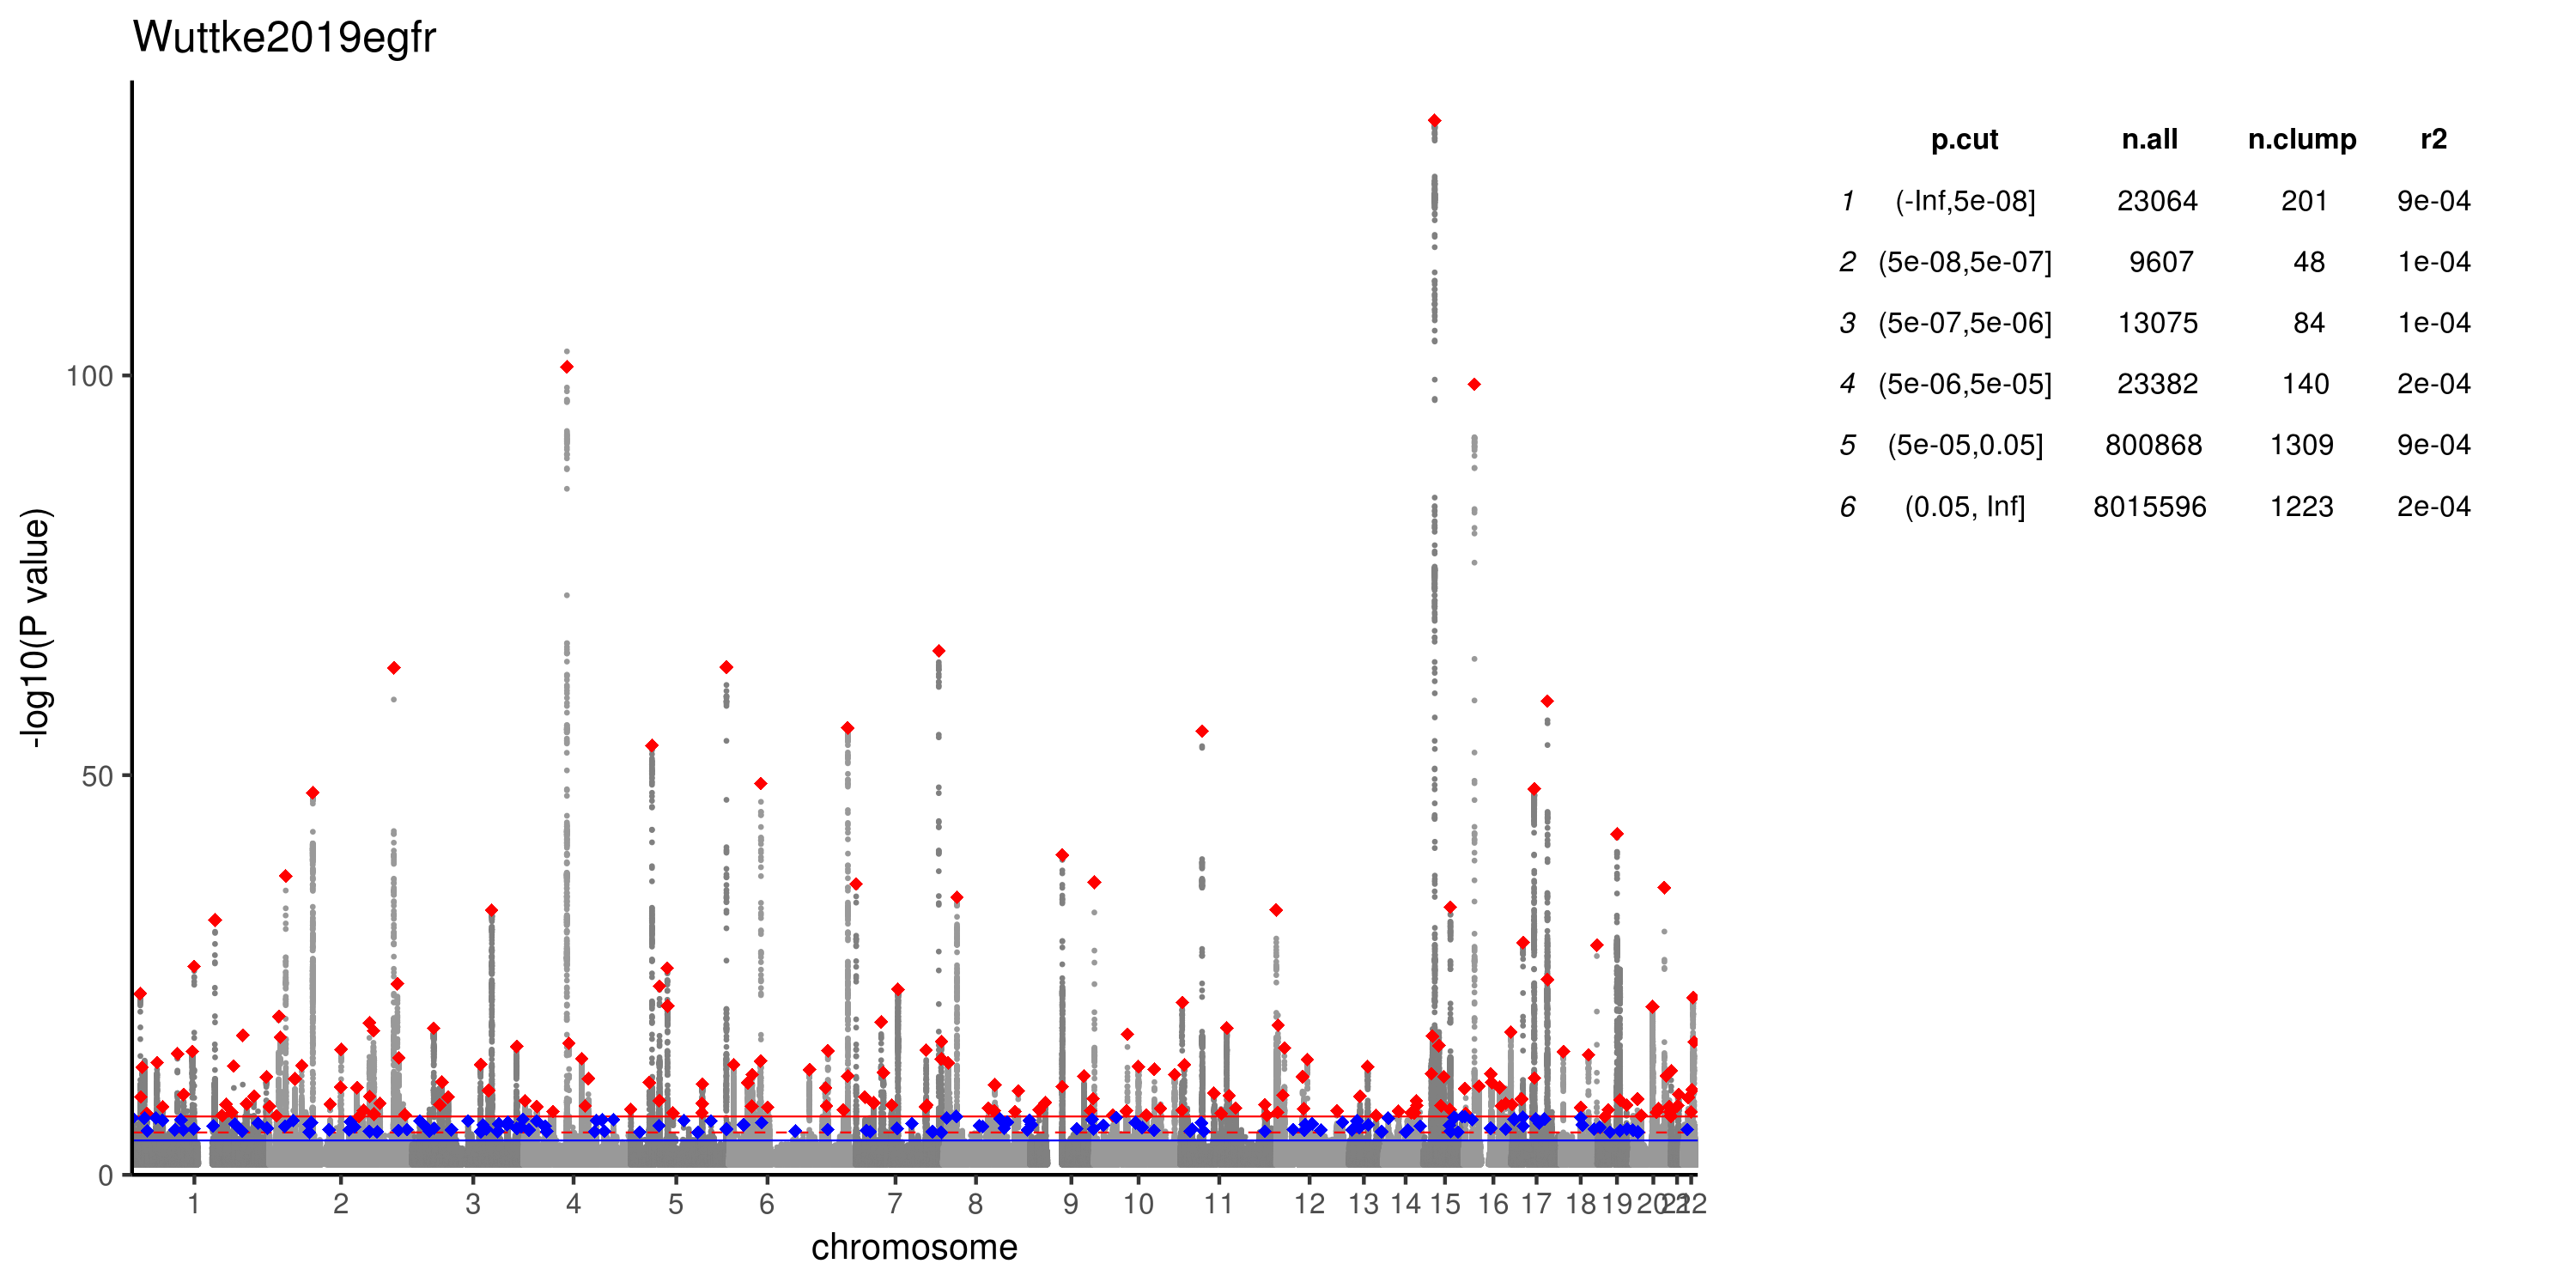 Wuttke2019egfr
-log10(P value)
100
50
0
1 2 3 4 5 6 7 8 9 10 11 12 13 14 15 16 17 18 19 20 21 22
chromosome
p.cut n.all n.clump r2
1 (-Inf,5e-08] 23064 201 9e-04
2 (5e-08,5e-07] 9607 48 1e-04
3 (5e-07,5e-06] 13075 84 1e-04
4 (5e-06,5e-05] 23382 140 2e-04
5 (5e-05,0.05] 800868 1309 9e-04
6 (0.05, Inf] 8015596 1223 2e-04